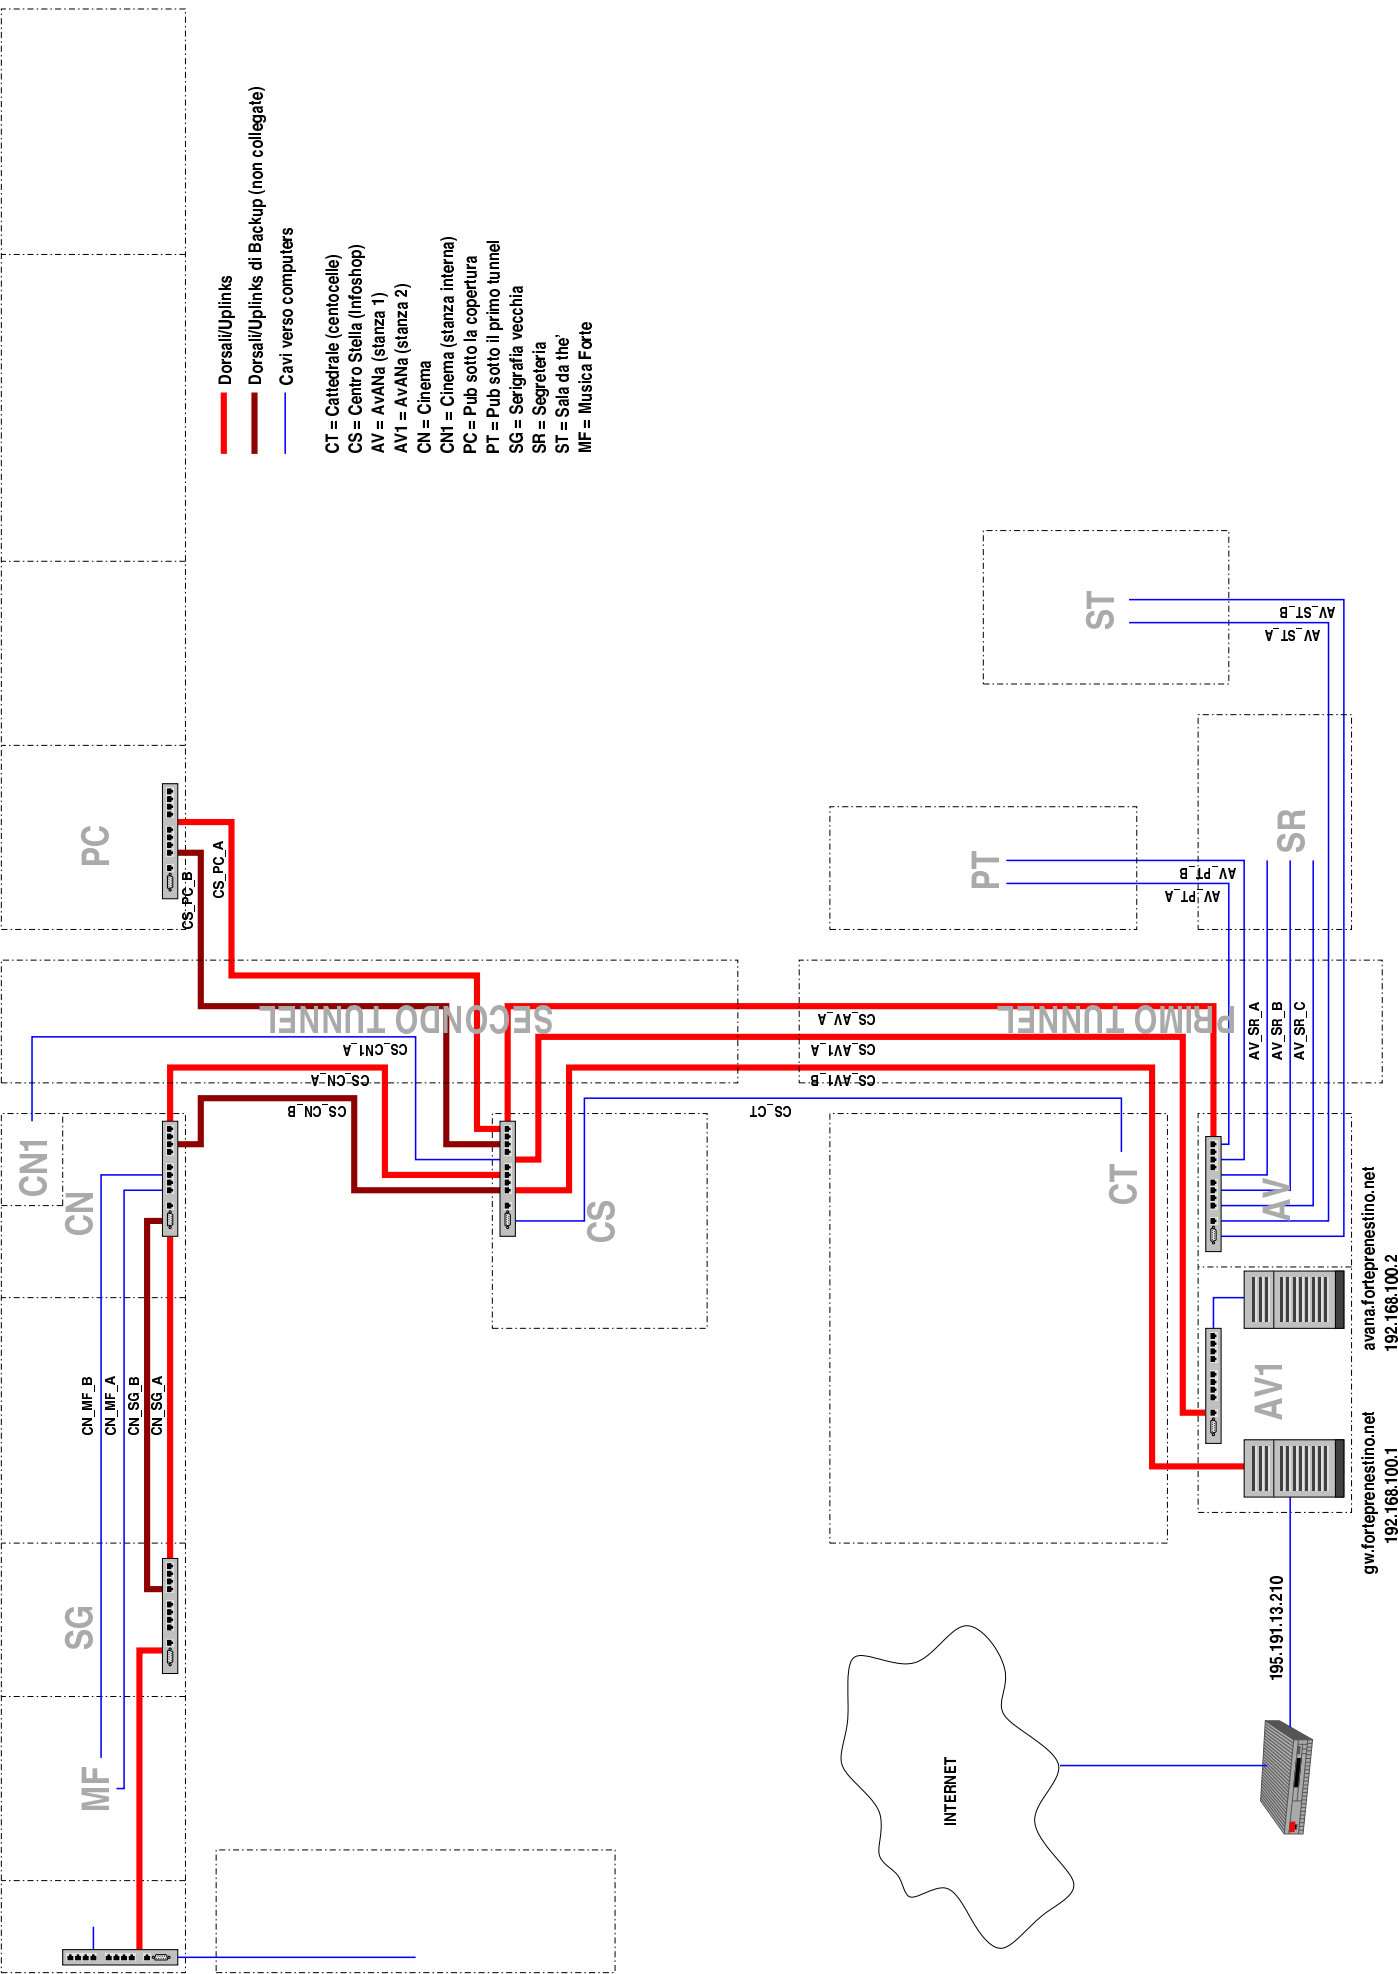 Dorsali/Uplinks
Dorsali/Uplinks di Backup (non collegate)
Cavi verso computers
CT = Cattedrale (centocelle)
CS = Centro Stella (Infoshop)
AV = AvANa (stanza 1)
AV1 = AvANa (stanza 2)
CN = Cinema
CN1 = Cinema (stanza interna)
PC = Pub sotto la copertura
PT = Pub sotto il primo tunnel
SG = Serigrafia vecchia
SR = Segreteria
ST = Sala da the'
MF = Musica Forte
PC
CS_PC_B
CS_PC_A
SECONDO TUNNEL
CS_CN1_A
CS_CN_A
CS_CN_B
CN1
CN
CS
CN_MF_B
CN_MF_A
CN_SG_B
CN_SG_A
SG
MF
ST
AV_ST_B
AV_ST_A
PT
SR
AV_PT_B
AV_PT_A
PRIMO TUNNEL
CS_AV_A
CS_AV1_A
CS_AV1_B
CS_CT
AV_SR_A
AV_SR_B
AV_SR_C
CT
AV
AV1
avana.forteprenestino.net
192.168.100.2
gw.forteprenestino.net
192.168.100.1
195.191.13.210
INTERNET